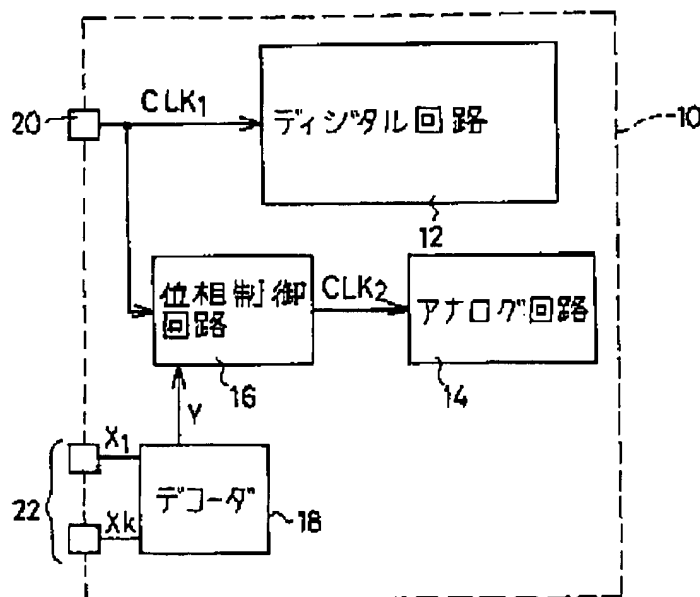 20
CLK₁
ディジタル回路
10
12
位相制御
回路
CLK₂
アナログ回路
16
14
Y
X₁
22
デコーダ
18
Xk